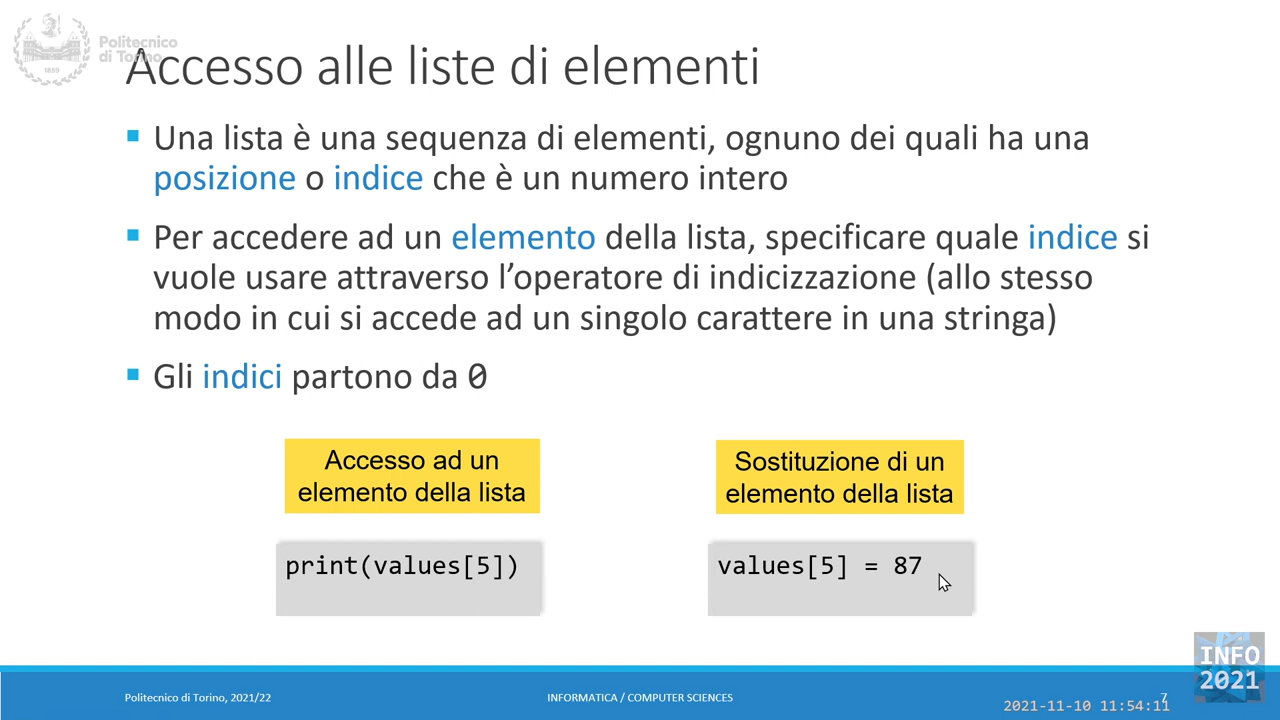 Politecnico
di Torino
1859
Accesso alle liste di elementi
Una lista è una sequenza di elementi, ognuno dei quali ha una
posizione o indice che è un numero intero
Per accedere ad un elemento della lista, specificare quale indice si
vuole usare attraverso l’operatore di indicizzazione (allo stesso
modo in cui si accede ad un singolo carattere in una stringa)
Gli indici partono da 0
Accesso ad un
elemento della lista
print(values[5])
Sostituzione di un
elemento della lista
values[5] = 87
INFO
2021
Politecnico di Torino, 2021/22
INFORMATICA / COMPUTER SCIENCES
7
2021-11-10 11:54:11